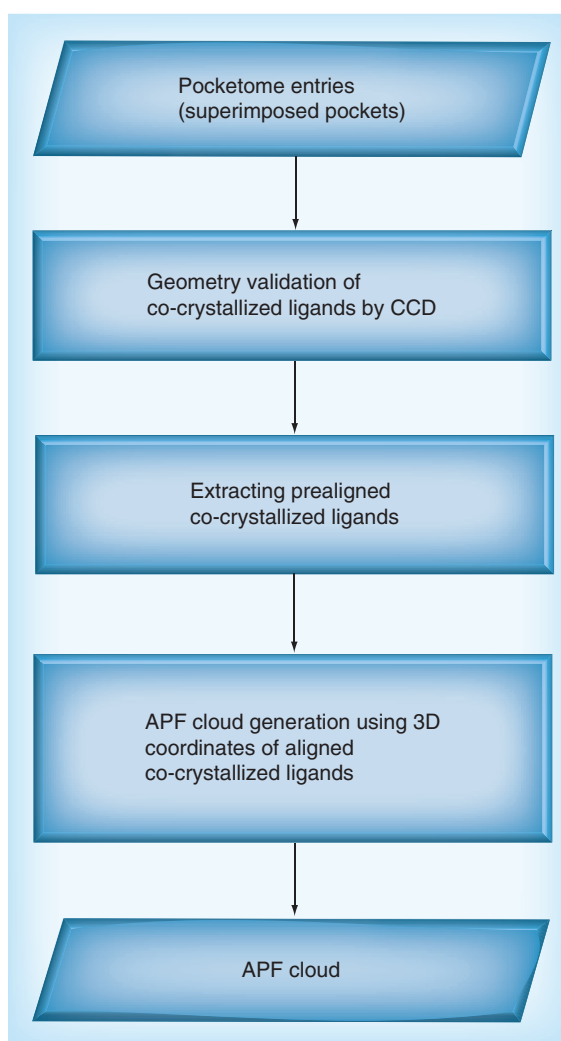 Pocketome entries
(superimposed pockets)
Geometry validation of
co-crystallized ligands by CCD
Extracting prealigned
co-crystallized ligands
APF cloud generation using 3D
coordinates of aligned
co-crystallized ligands
APF cloud